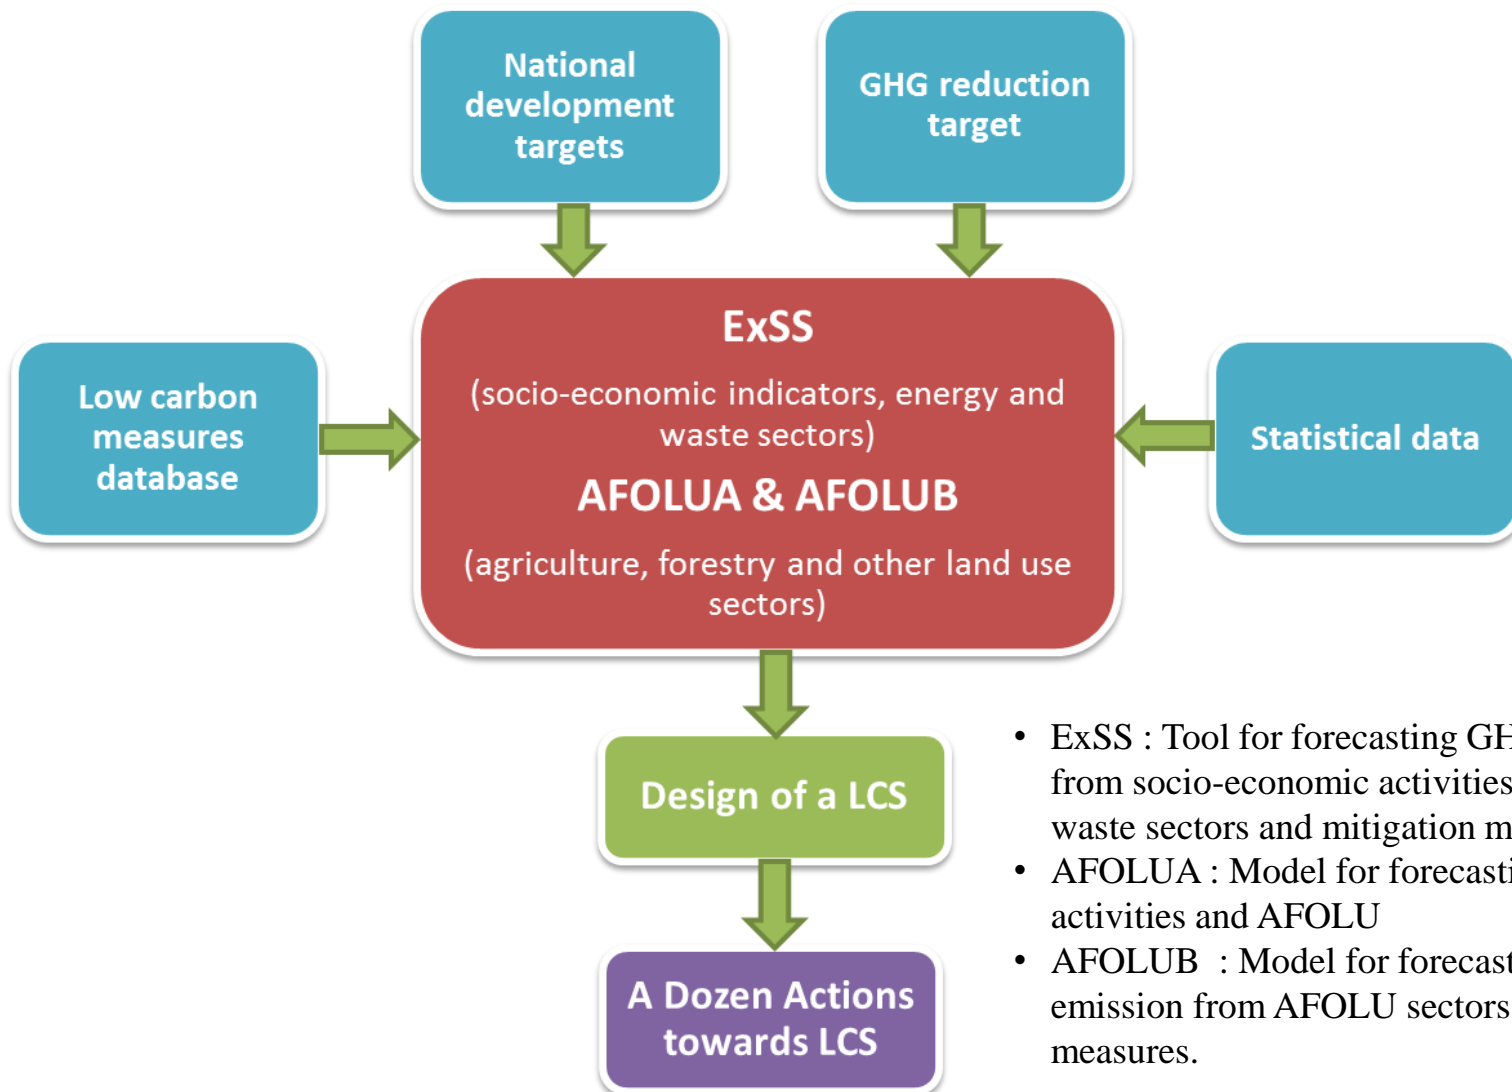 National
development
targets
GHG reduction
target
Low carbon
measures
database
ExSS
(socio-economic indicators, energy and
waste sectors)
AFOLUA & AFOLUB
(agriculture, forestry and other land use
sectors)
Statistical data
Design of a LCS
A Dozen Actions
towards LCS
• ExSS : Tool for forecasting
from socio-economic activities
waste sectors and mitigation
• AFOLUA : Model for
activities and AFOLU
• AFOLUB : Model for
emission from AFOLU sectors
measures.